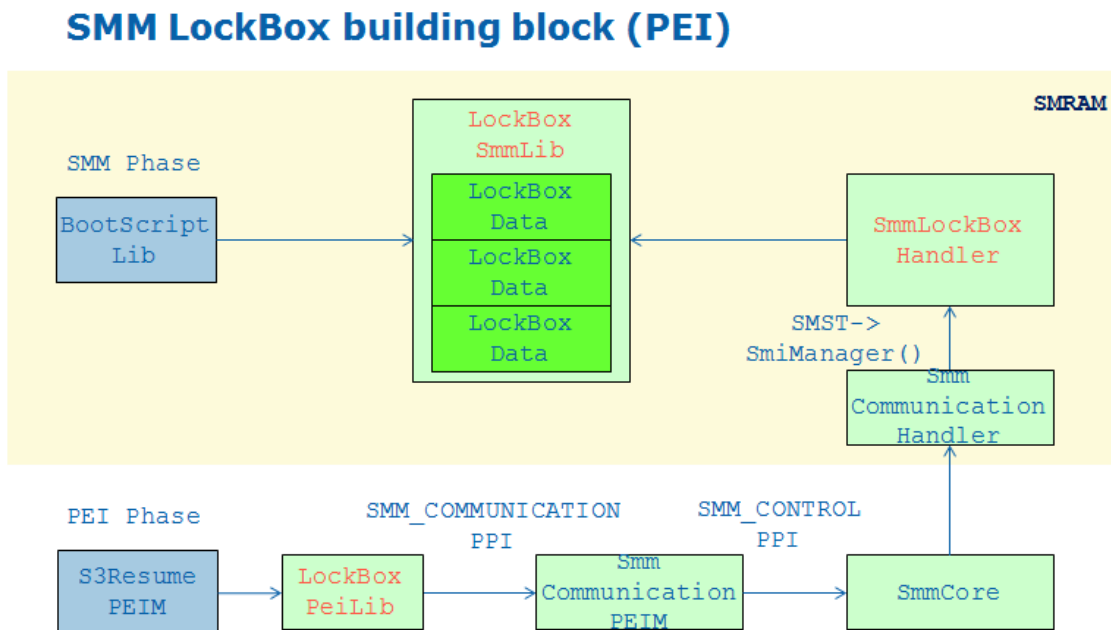 SMM LockBox building block (PEI)
SMRAM
LockBox
SmmLib
SMM Phase
BootScript
Lib
LockBox
Data
LockBox
Data
LockBox
Data
SmmLockBox
Handler
SMST->
SmiManager()
Smm
Communication
Handler
PEI Phase
SMM_COMMUNICATION
PPI
SMM_CONTROL
PPI
S3Resume
PEIM
LockBox
PeiLib
Smm
Communication
PEIM
SmmCore